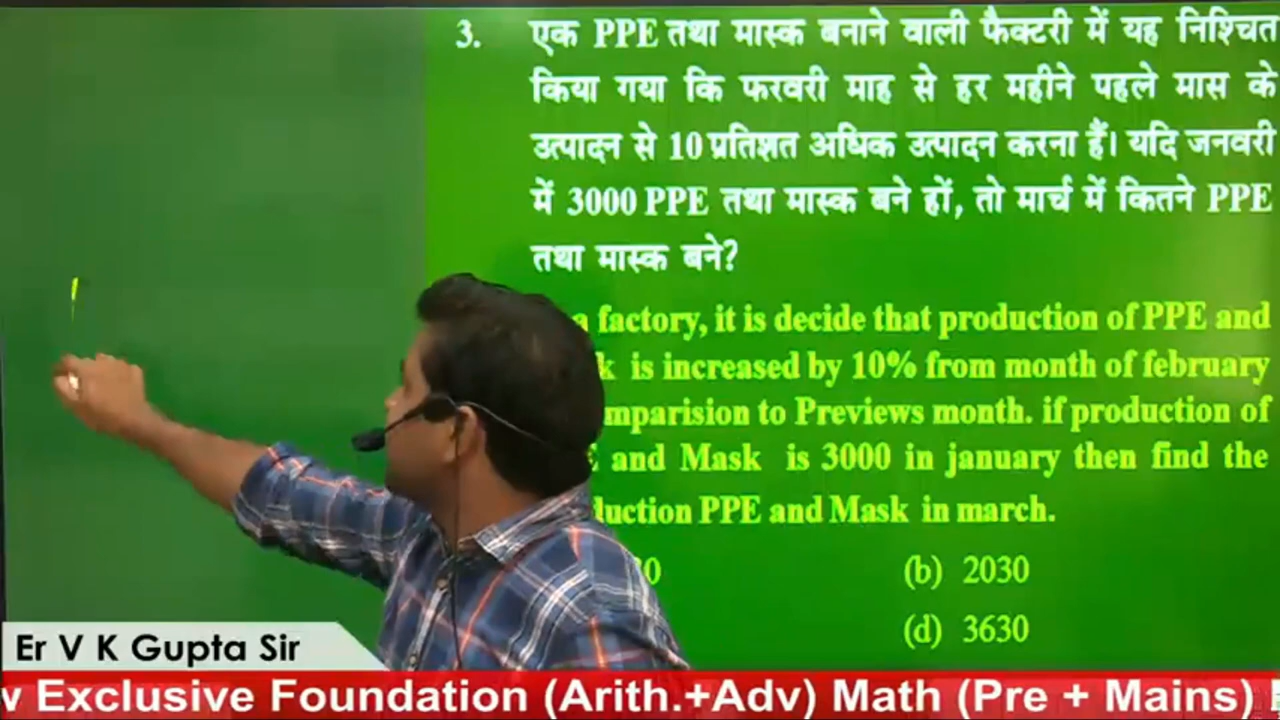 3. एक PPE तथा मास्क बनाने वाली फैक्टरी में यह निश्चित
किया गया कि फरवरी माह से हर महीने पहले मास के
उत्पादन से 10 प्रतिशत अधिक उत्पादन करना हैं। यदि जनवरी
में 3000 PPE तथा मास्क बने हों, तो मार्च में कितने PPE
तथा मास्क बने?
factory, it is decide that production of PPE and
is increased by 10% from month of february
to Previews month. if production of
and Mask is 3000 in january then find the
PPE and Mask in march.
(b) 2030
(d) 3630
Er V K Gupta Sir
Exclusive Foundation (Arith.+Adv) Math (Pre + Mains)